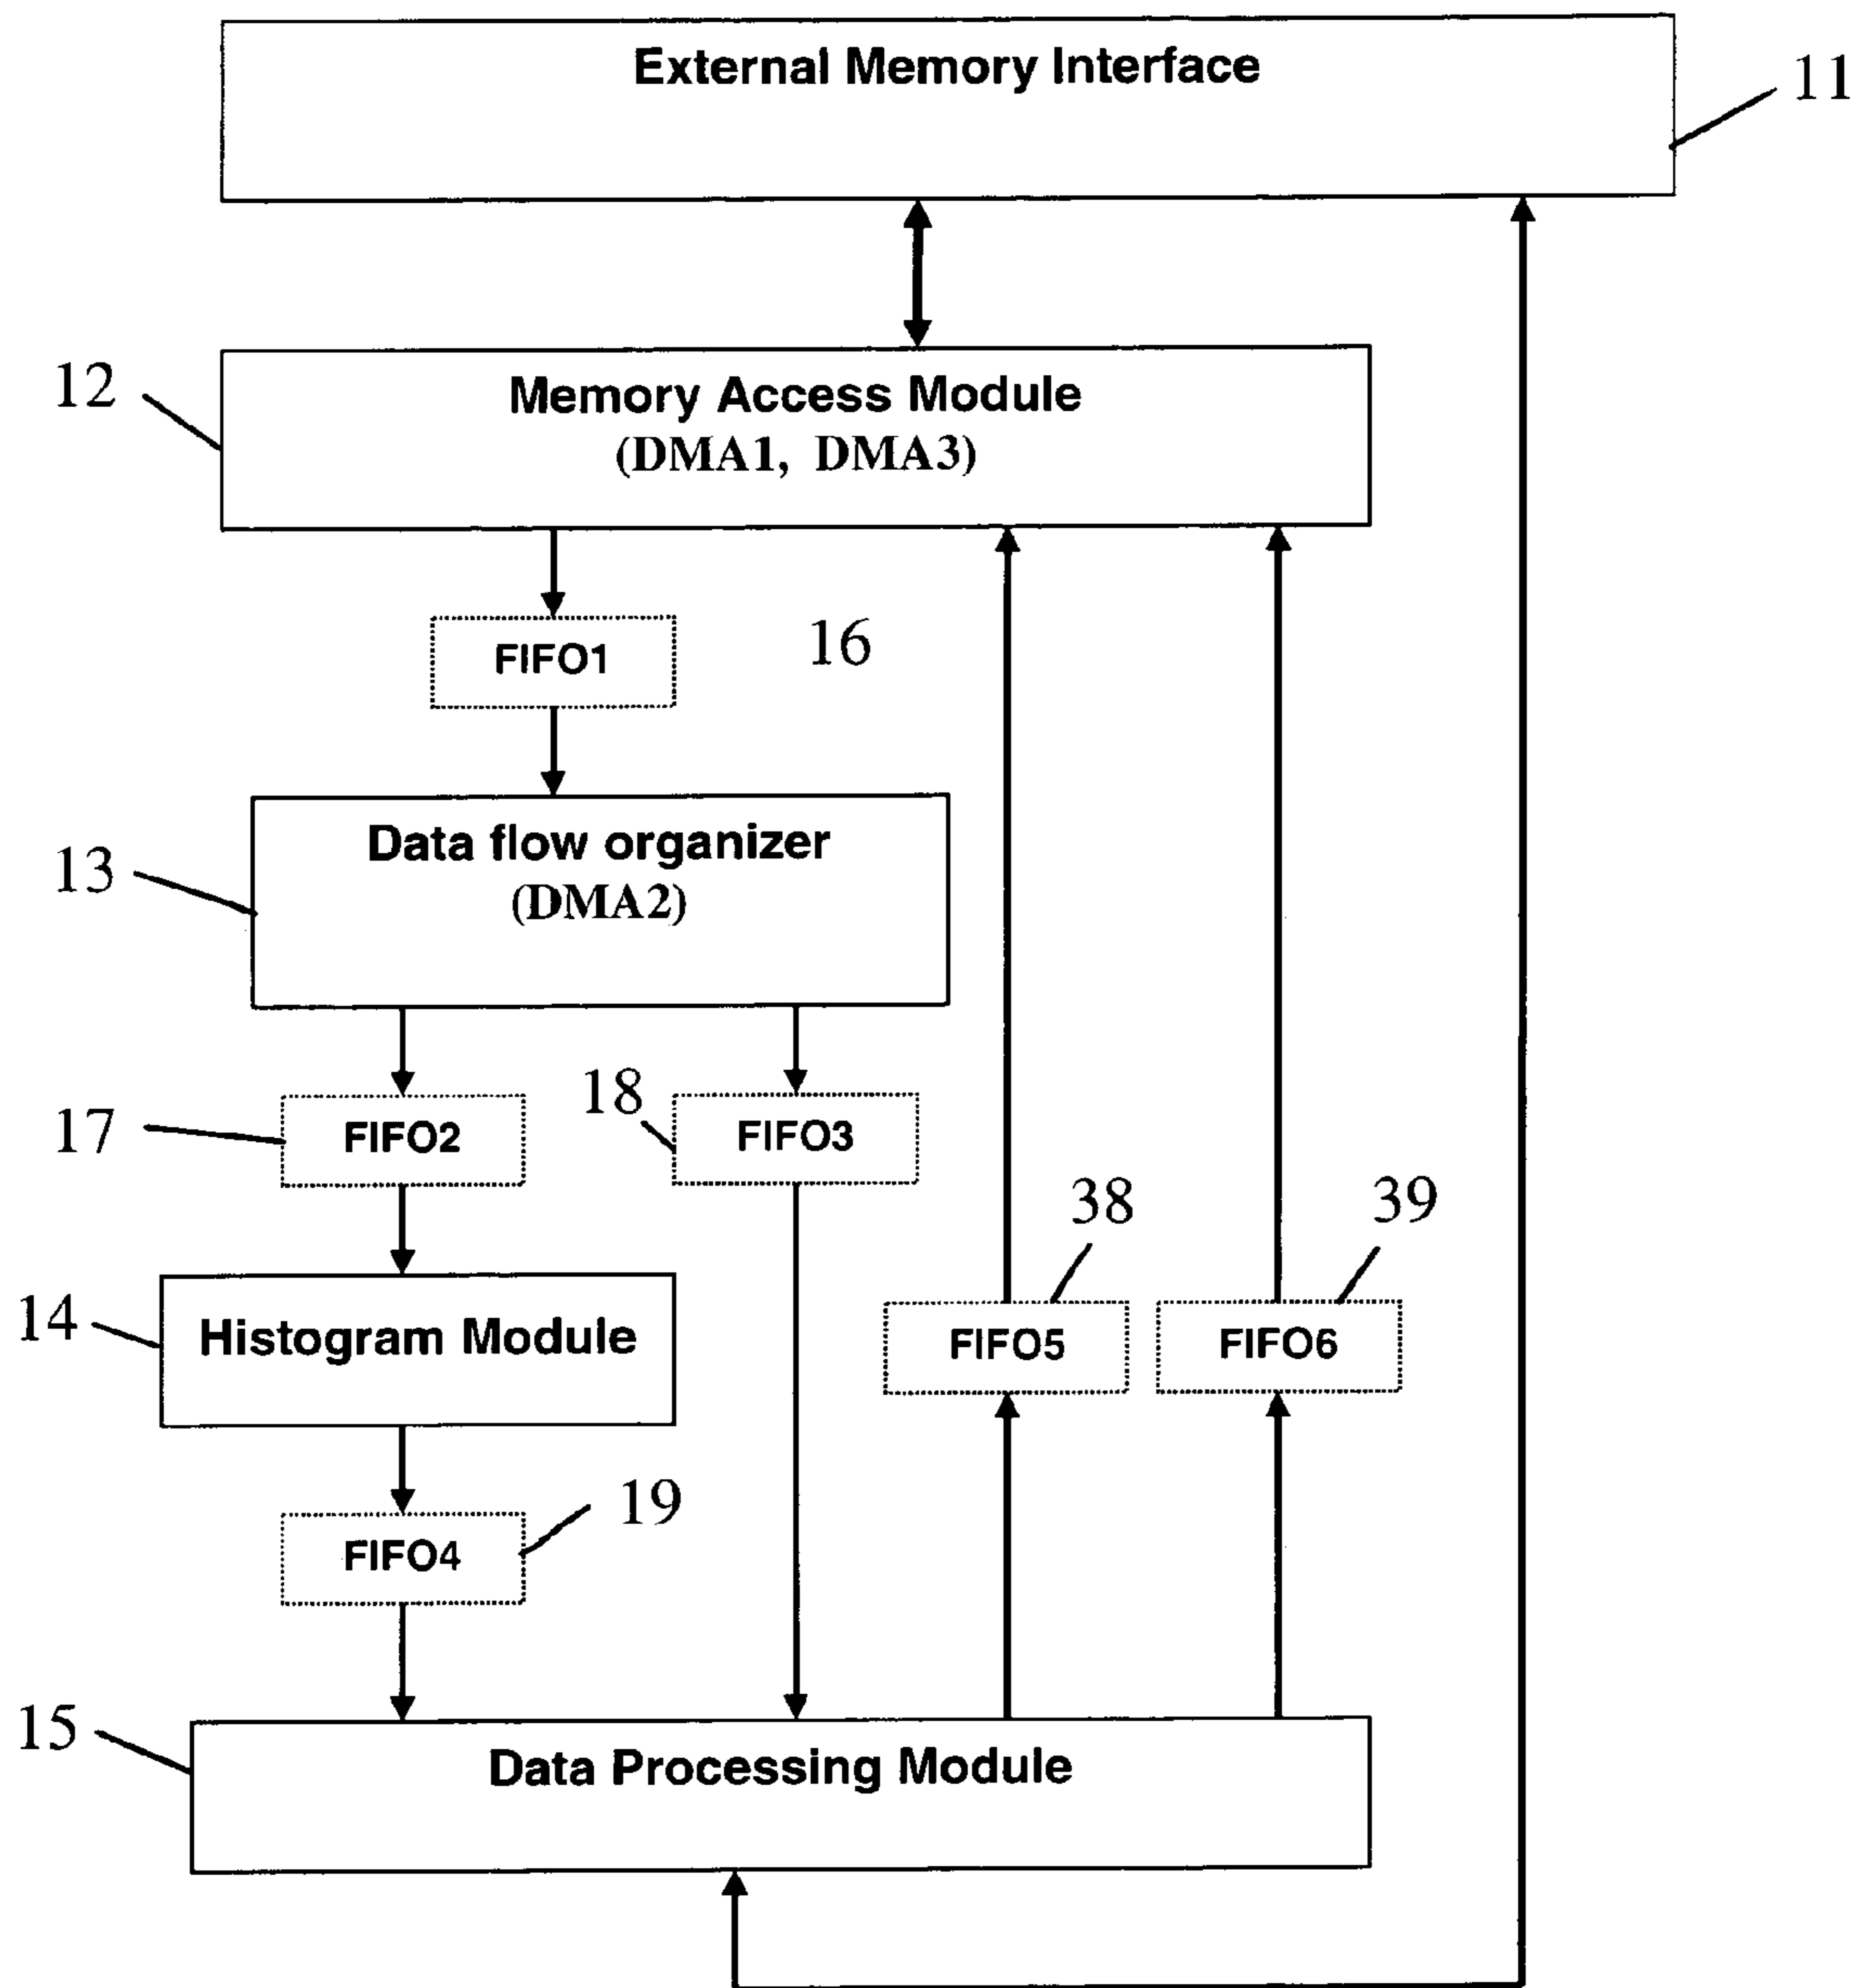 External Memory Interface
11
12
Memory Access Module
(DMA1, DMA3)
FIFO1
16
13
Data flow organizer
(DMA2)
17
FIFO2
18
FIFO3
38
39
14
Histogram Module
FIFO5
FIFO6
FIFO4
19
15
Data Processing Module